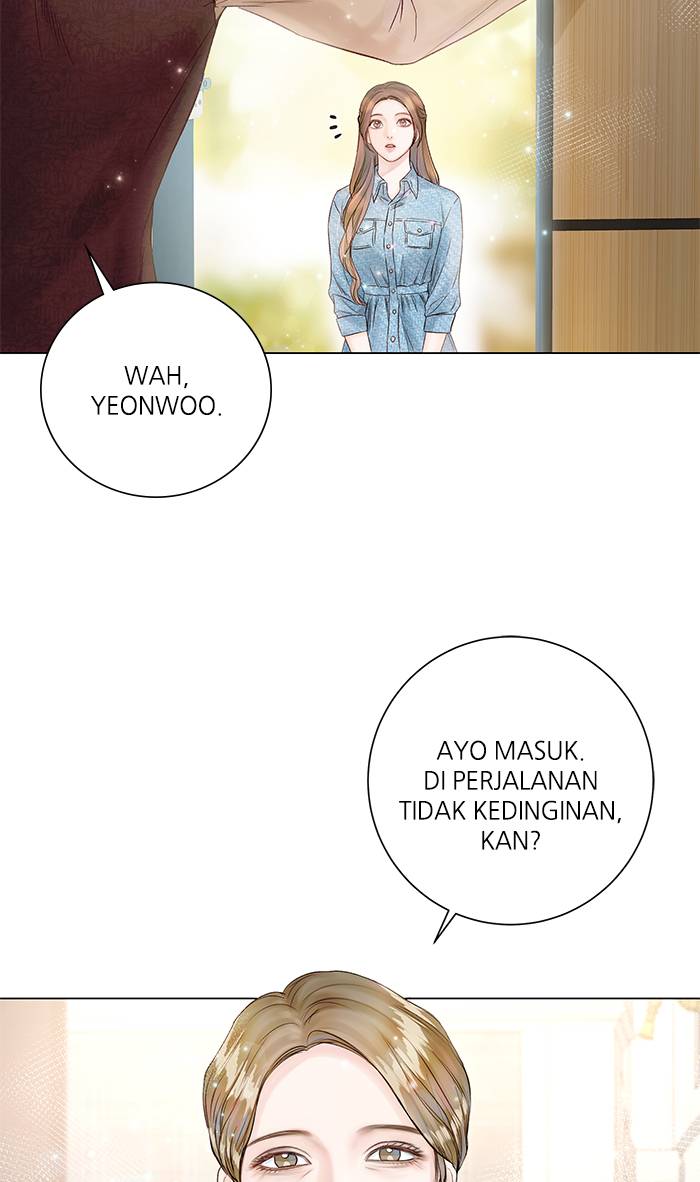 WAH,
YEONWOO.
AYO MASUK.
DI PERJALANAN
TIDAK KEDINGINAN,
KAN?